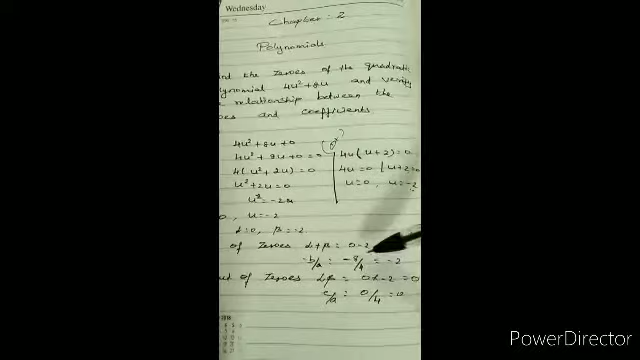 Wednesday
Chapter : 2
Polynomials
the zeroes of the quadratic
4u²+8u and verify
relationship between the
and coefficients
4u²+8u+0
4u²+8u+0=0
4(u²+2u)=0
u²+2u=0
u²=-2u
u=-2
α=0, β=-2
4u(u+2)=0
4u=0 (u+2)=0
u=0, u=-2
of Zeroes α+β = 0-2
-b/a = -8/4 = -2
of Zeroes αβ = 0x-2=0
c/a = 0/4=0
PowerDirector